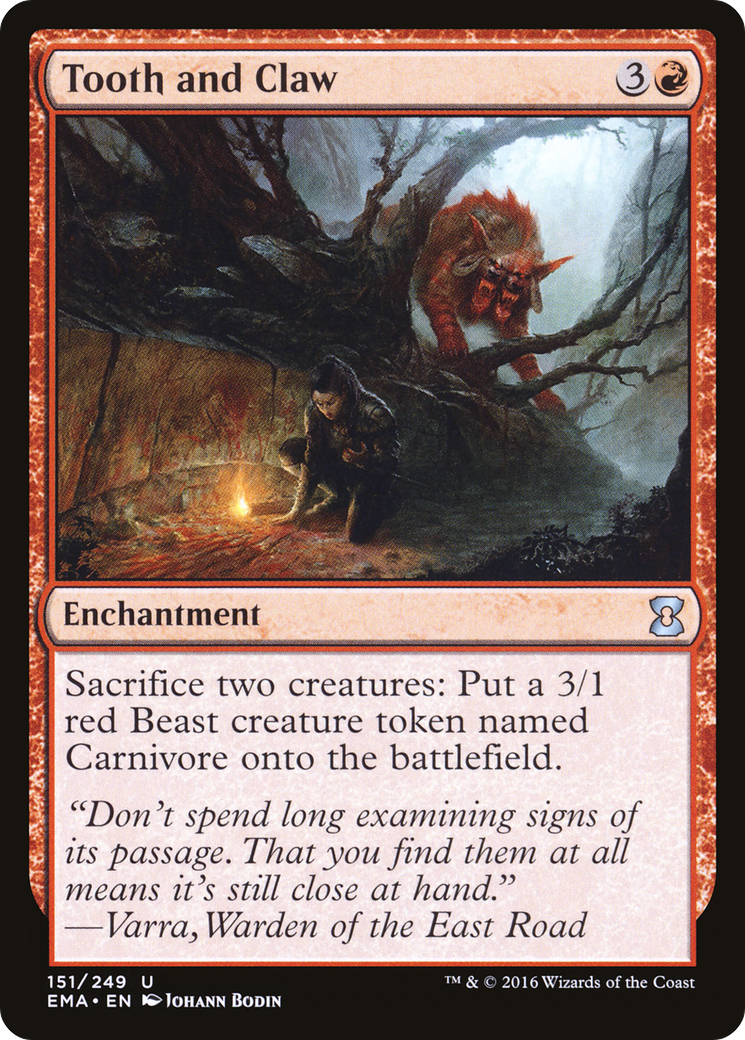 Tooth and Claw 3
Enchantment
Sacrifice two creatures: Put a 3/1
red Beast creature token named
Carnivore onto the battlefield.
“Don’t spend long examining signs of
its passage. That you find them at all
means it’s still close at hand.”
—Varra, Warden of the East Road
151/249 U
EMA • EN Johann Bodin
™ & © 2016 Wizards of the Coast